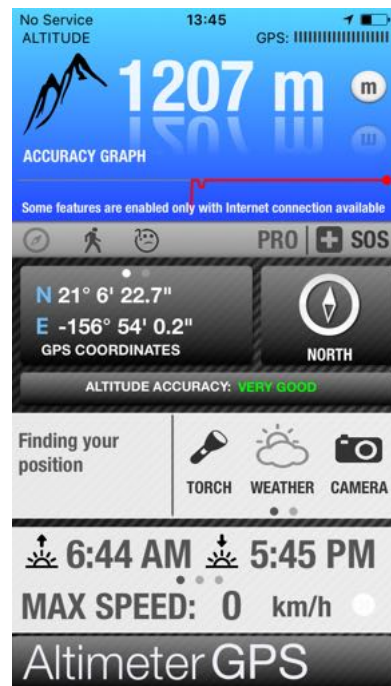 No Service 13:45
ALTITUDE GPS:
1207 m m
ACCURACY GRAPH
Some features are enabled only with Internet connection available
PRO SOS
N 21° 6' 22.7"
E -156° 54' 0.2"
GPS COORDINATES
NORTH
ALTITUDE ACCURACY: VERY GOOD
Finding your
position
TORCH WEATHER CAMERA
6:44 AM 5:45 PM
MAX SPEED: 0 km/h
Altimeter GPS